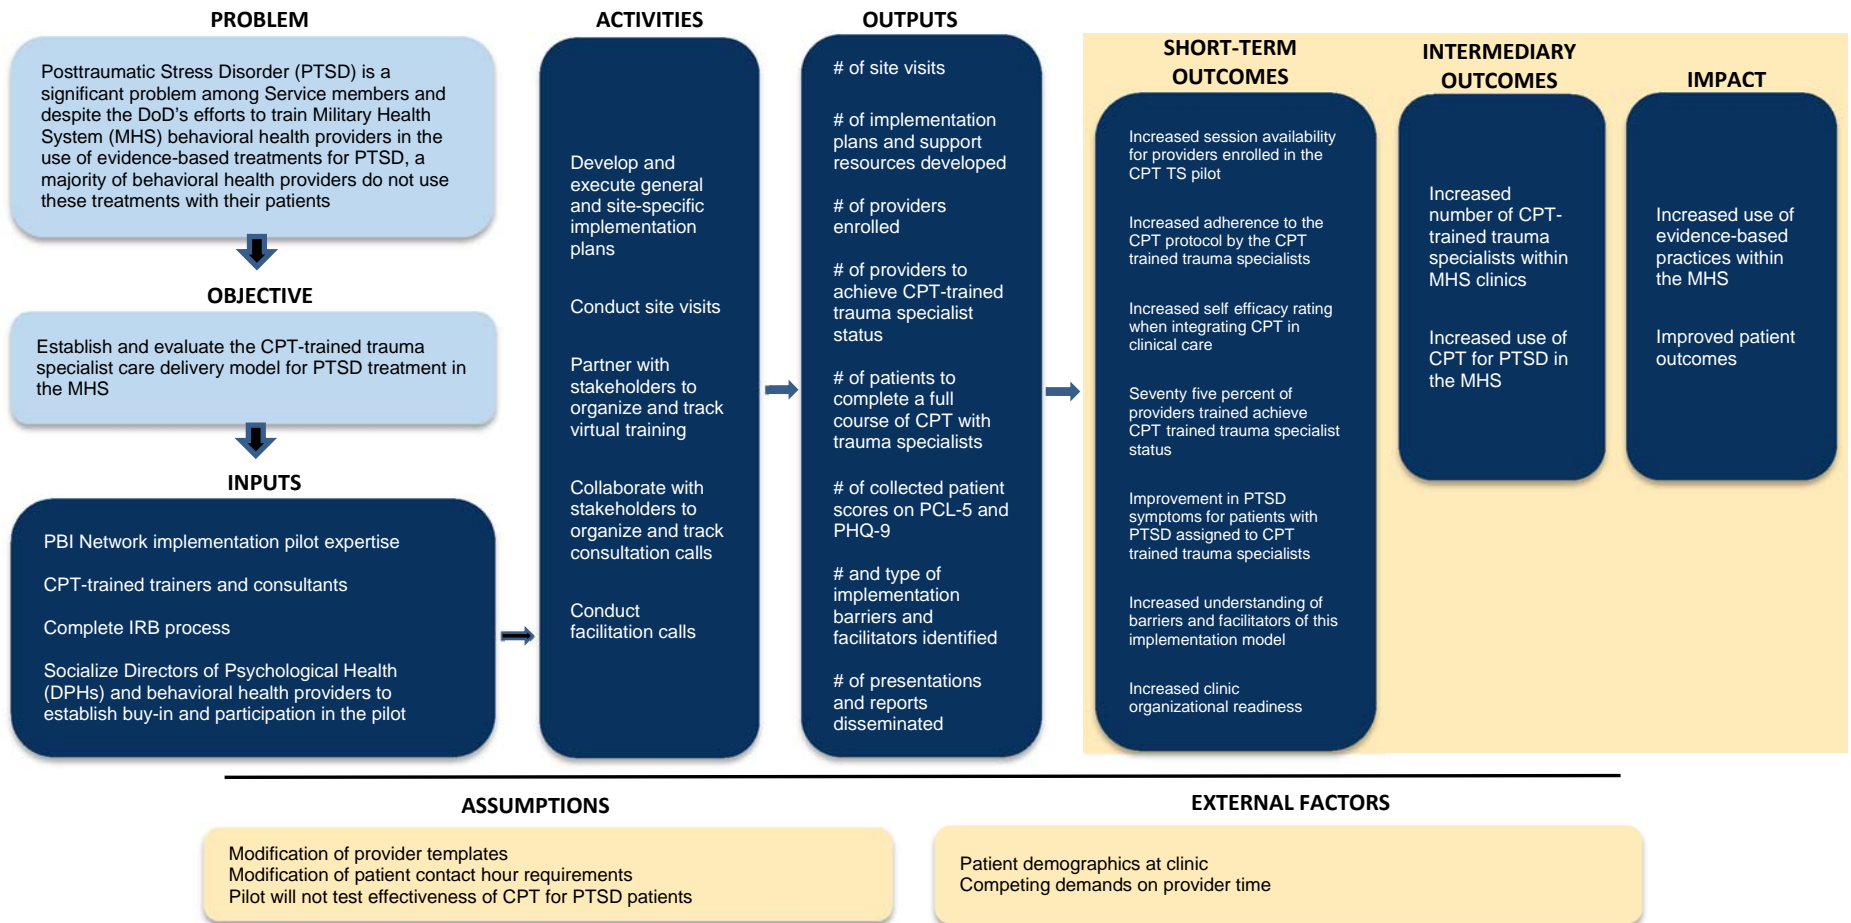 PROBLEM
Posttraumatic Stress Disorder (PTSD) is a
significant problem among Service members and
despite the DoD’s efforts to train Military Health
System (MHS) behavioral health providers in the
use of evidence-based treatments for PTSD, a
majority of behavioral health providers do not use
these treatments with their patients
OBJECTIVE
Establish and evaluate the CPT-trained trauma
specialist care delivery model for PTSD treatment in
the MHS
INPUTS
PBI Network implementation pilot expertise
CPT-trained trainers and consultants
Complete IRB process
Socialize Directors of Psychological Health
(DPHs) and behavioral health providers to
establish buy-in and participation in the pilot
ACTIVITIES
Develop and
execute general
and site-specific
implementation
plans
Conduct site visits
Partner with
stakeholders to
organize and track
virtual training
Collaborate with
stakeholders to
organize and track
consultation calls
Conduct
facilitation calls
OUTPUTS
# of site visits
# of implementation
plans and support
resources developed
# of providers
enrolled
# of providers to
achieve CPT-trained
trauma specialist
status
# of patients to
complete a full
course of CPT with
trauma specialists
# of collected patient
scores on PCL-5 and
PHQ-9
# and type of
implementation
barriers and
facilitators identified
# of presentations
and reports
disseminated
SHORT-TERM
OUTCOMES
Increased session availability
for providers enrolled in the
CPT TS pilot
Increased adherence to the
CPT protocol by the CPT
trained trauma specialists
Increased self efficacy rating
when integrating CPT in
clinical care
Seventy five percent of
providers trained achieve
CPT trained trauma specialist
status
Improvement in PTSD
symptoms for patients with
PTSD assigned to CPT
trained trauma specialists
Increased understanding of
barriers and facilitators of this
implementation model
Increased clinic
organizational readiness
INTERMEDIARY
OUTCOMES
Increased
number of CPT-
trained trauma
specialists within
MHS clinics
Increased use of
CPT for PTSD in
the MHS
IMPACT
Increased use of
evidence-based
practices within
the MHS
Improved patient
outcomes
ASSUMPTIONS
Modification of provider templates
Modification of patient contact hour requirements
Pilot will not test effectiveness of CPT for PTSD patients
EXTERNAL FACTORS
Patient demographics at clinic
Competing demands on provider time